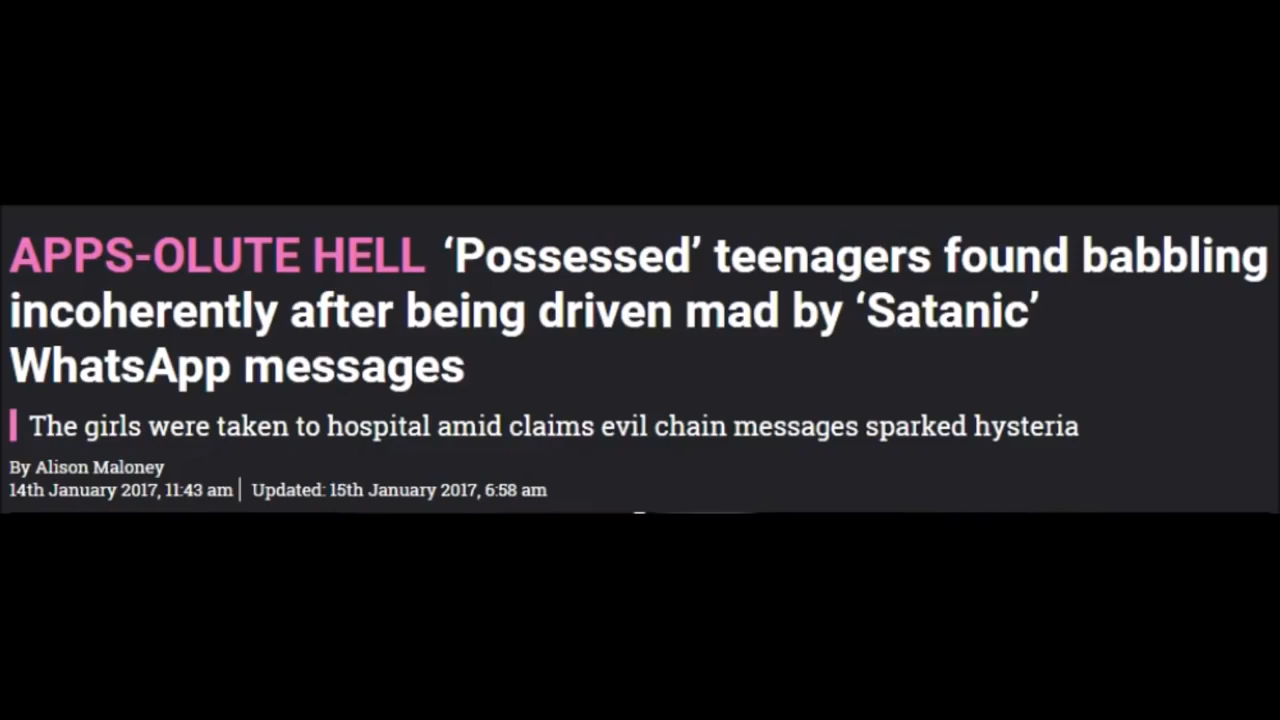 APPS-OLUTE HELL ‘Possessed’ teenagers found babbling
incoherently after being driven mad by ‘Satanic’
WhatsApp messages
The girls were taken to hospital amid claims evil chain messages sparked hysteria
By Alison Maloney
14th January 2017, 11:43 am | Updated: 15th January 2017, 6:58 am